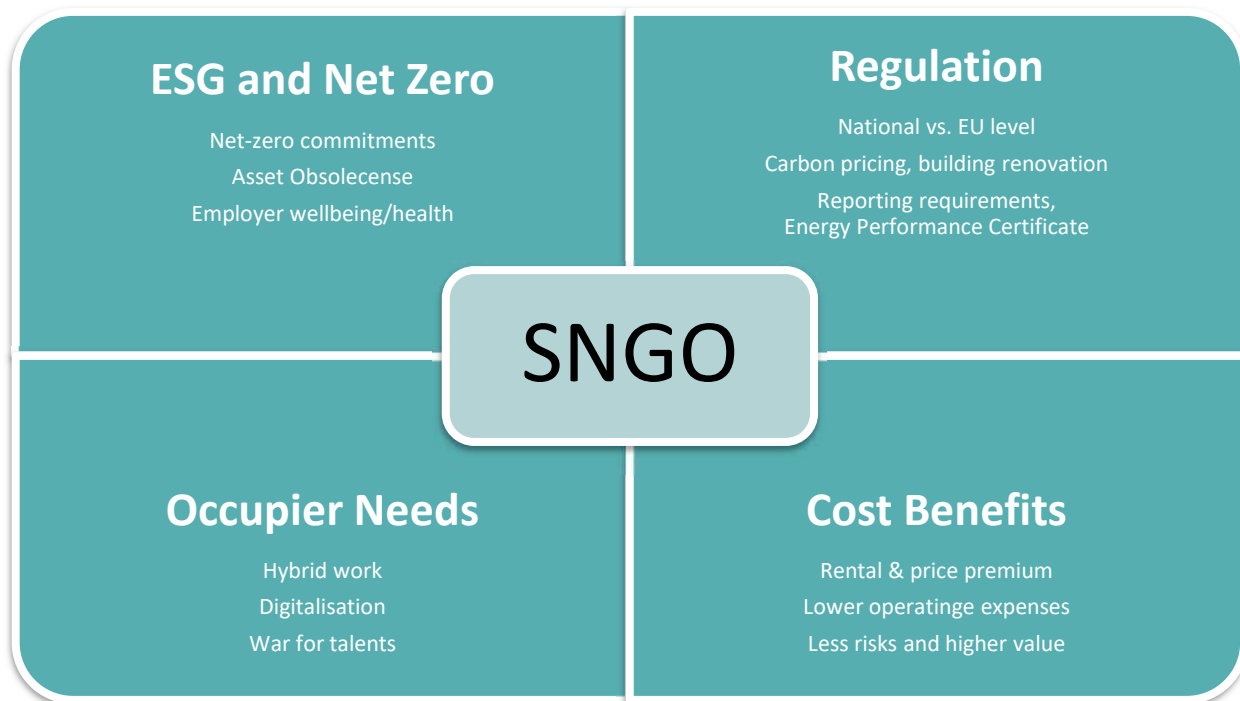 ESG and Net Zero
Net-zero commitments
Asset Obsolecense
Employer wellbeing/health
Regulation
National vs. EU level
Carbon pricing, building renovation
Reporting requirements,
Energy Performance Certificate
SNGO
Occupier Needs
Hybrid work
Digitalisation
War for talents
Cost Benefits
Rental & price premium
Lower operatinge expenses
Less risks and higher value